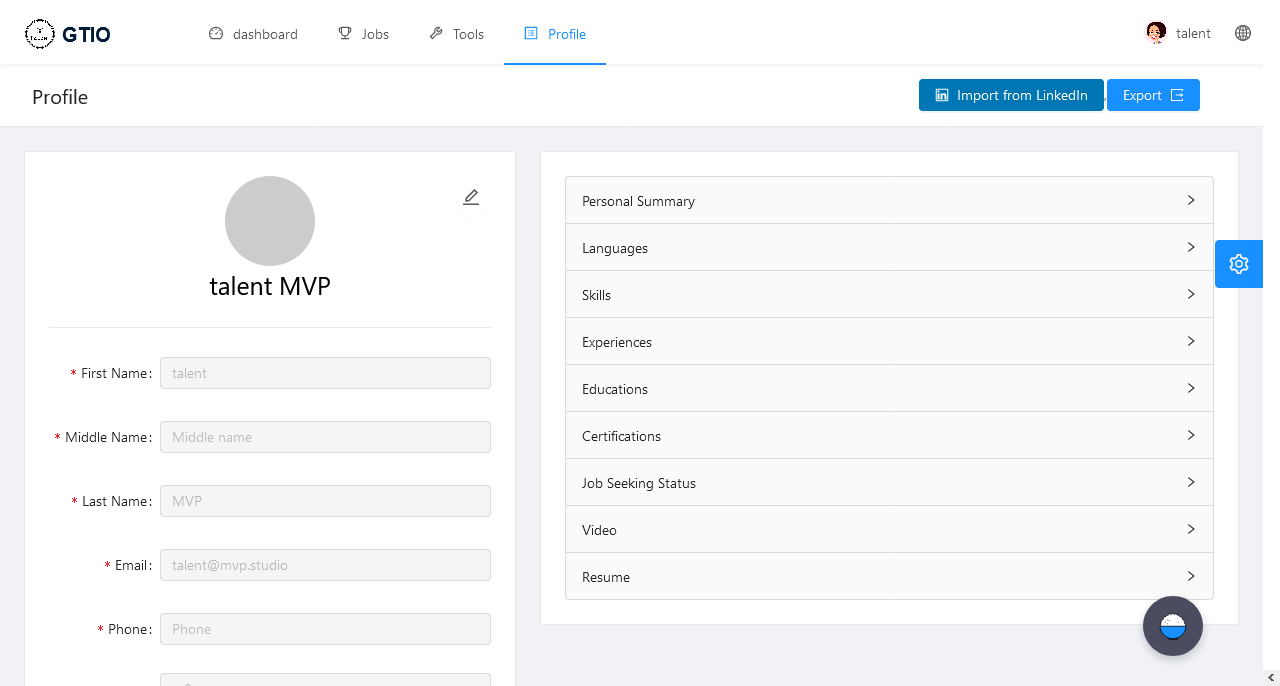 GTIO
dashboard
Jobs
Tools
Profile
talent
Profile
Import from LinkedIn
,
Export
talent MVP
* First Name:
talent
* Middle Name:
Middle name
* Last Name:
MVP
* Email:
talent@mvp.studio
* Phone:
Phone
Personal Summary
Languages
Skills
Experiences
Educations
Certifications
Job Seeking Status
Video
Resume